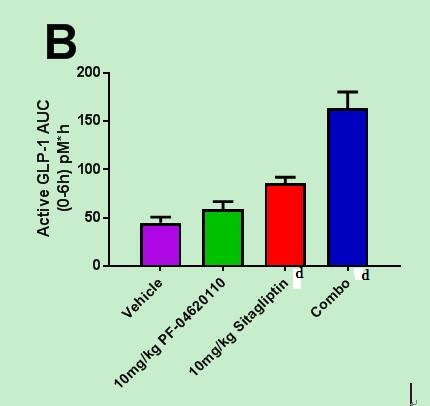 B
200
150
100
50
0
Active GLP-1 AUC
(0-6h) pM*h
Vehicle
10mg/kg PF-04620110
10mg/kg Sitagliptin d
Combo d